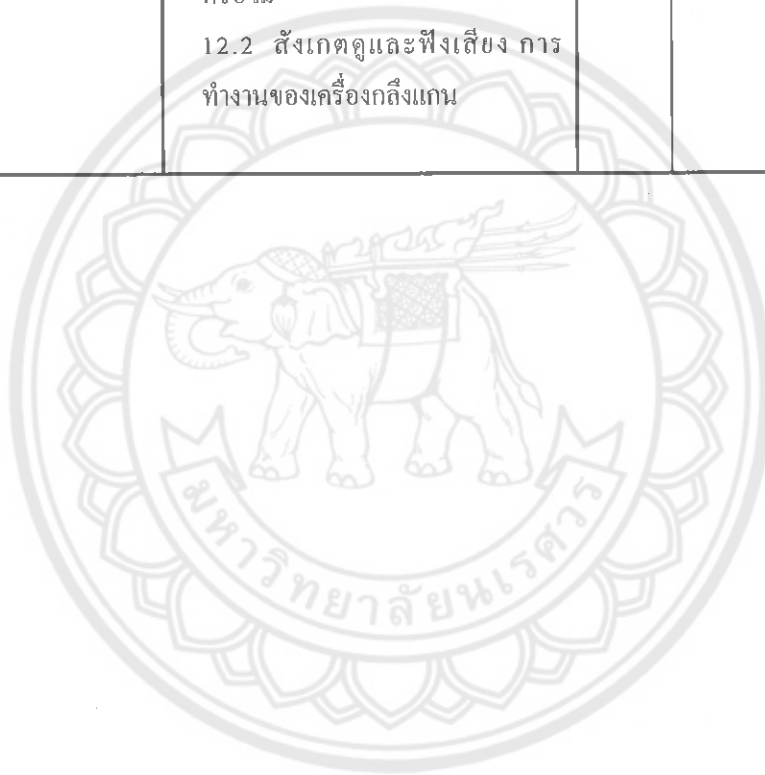 12.2 สังเกตดูและฟังเสียง การ
ทำงานของเครื่องกลึงแกน
มหาวิทยาลัยนเรศวร